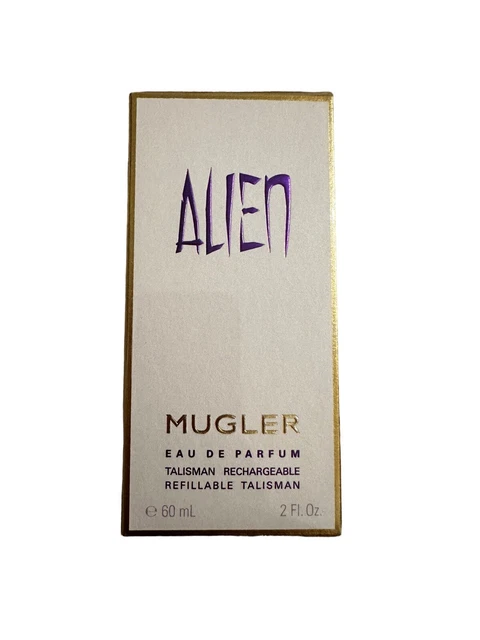 ALIEN
MUGLER
EAU DE PARFUM
TALISMAN RECHARGEABLE
REFILLABLE TALISMAN
℮ 60 mL 2 Fl. Oz.